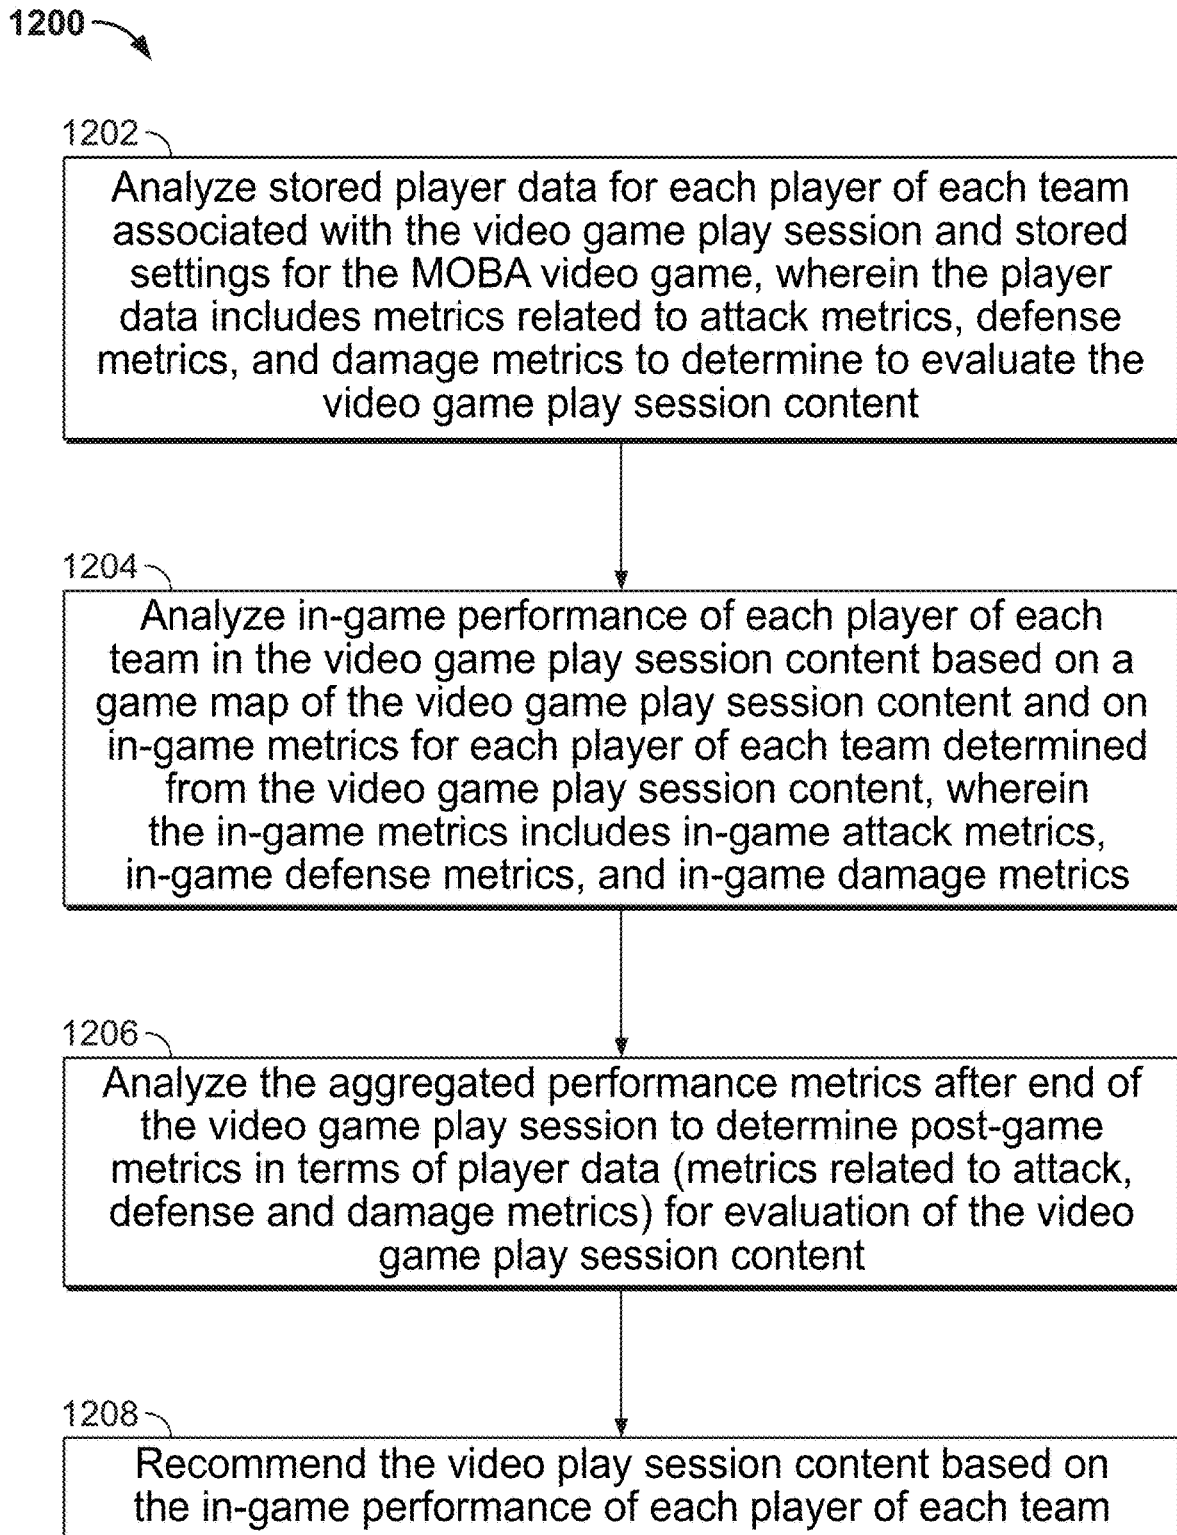 1200
1202
Analyze stored player data for each player of each team
associated with the video game play session and stored
settings for the MOBA video game, wherein the player
data includes metrics related to attack metrics, defense
metrics, and damage metrics to determine to evaluate the
video game play session content
1204
Analyze in-game performance of each player of each
team in the video game play session content based on a
game map of the video game play session content and on
in-game metrics for each player of each team determined
from the video game play session content, wherein
the in-game metrics includes in-game attack metrics,
in-game defense metrics, and in-game damage metrics
1206
Analyze the aggregated performance metrics after end of
the video game play session to determine post-game
metrics in terms of player data (metrics related to attack,
defense and damage metrics) for evaluation of the video
game play session content
1208
Recommend the video play session content based on
the in-game performance of each player of each team